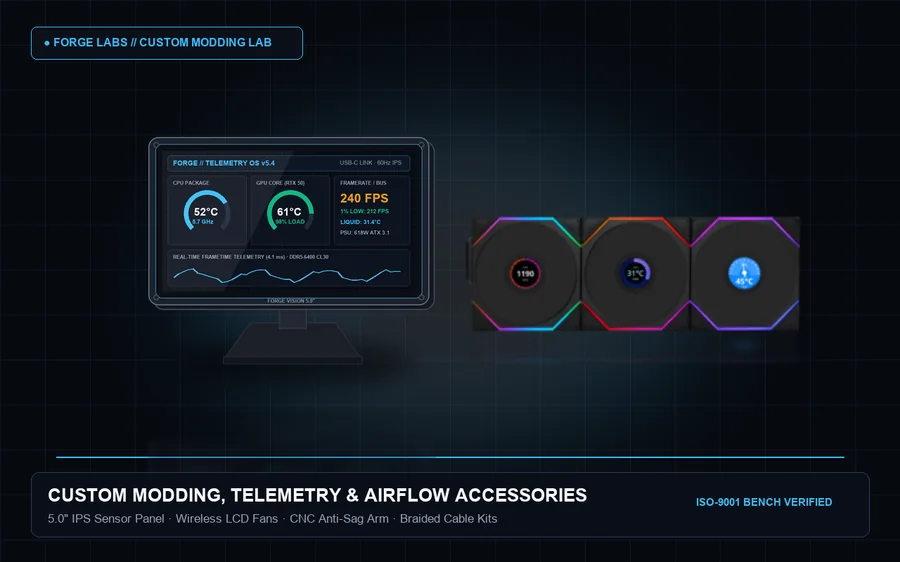 FORGE LABS // CUSTOM MODDING LAB
FORGE // TELEMETRY OS v5.4
USB-C LINK · 60Hz IPS
CPU PACKAGE
52°C
5.7 GHz
GPU CORE (RTX 50)
61°C
98% LOAD
FRAMERATE / BUS
240 FPS
1% LOW: 212 FPS
LIQUID: 31.4°C
PSU: 618W ATX 3.1
REAL-TIME FRAMETIME TELEMETRY (4.1 ms) · DDR5-6400 CL30
FORGE VISION 5.0"
1190
31°C
45°C
CUSTOM MODDING, TELEMETRY & AIRFLOW ACCESSORIES
5.0" IPS Sensor Panel · Wireless LCD Fans · CNC Anti-Sag Arm · Braided Cable Kits
ISO-9001 BENCH VERIFIED